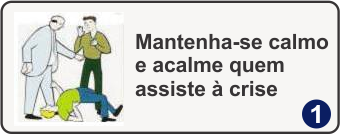 Mantenha-se calmo
e acalme quem
assiste à crise
1